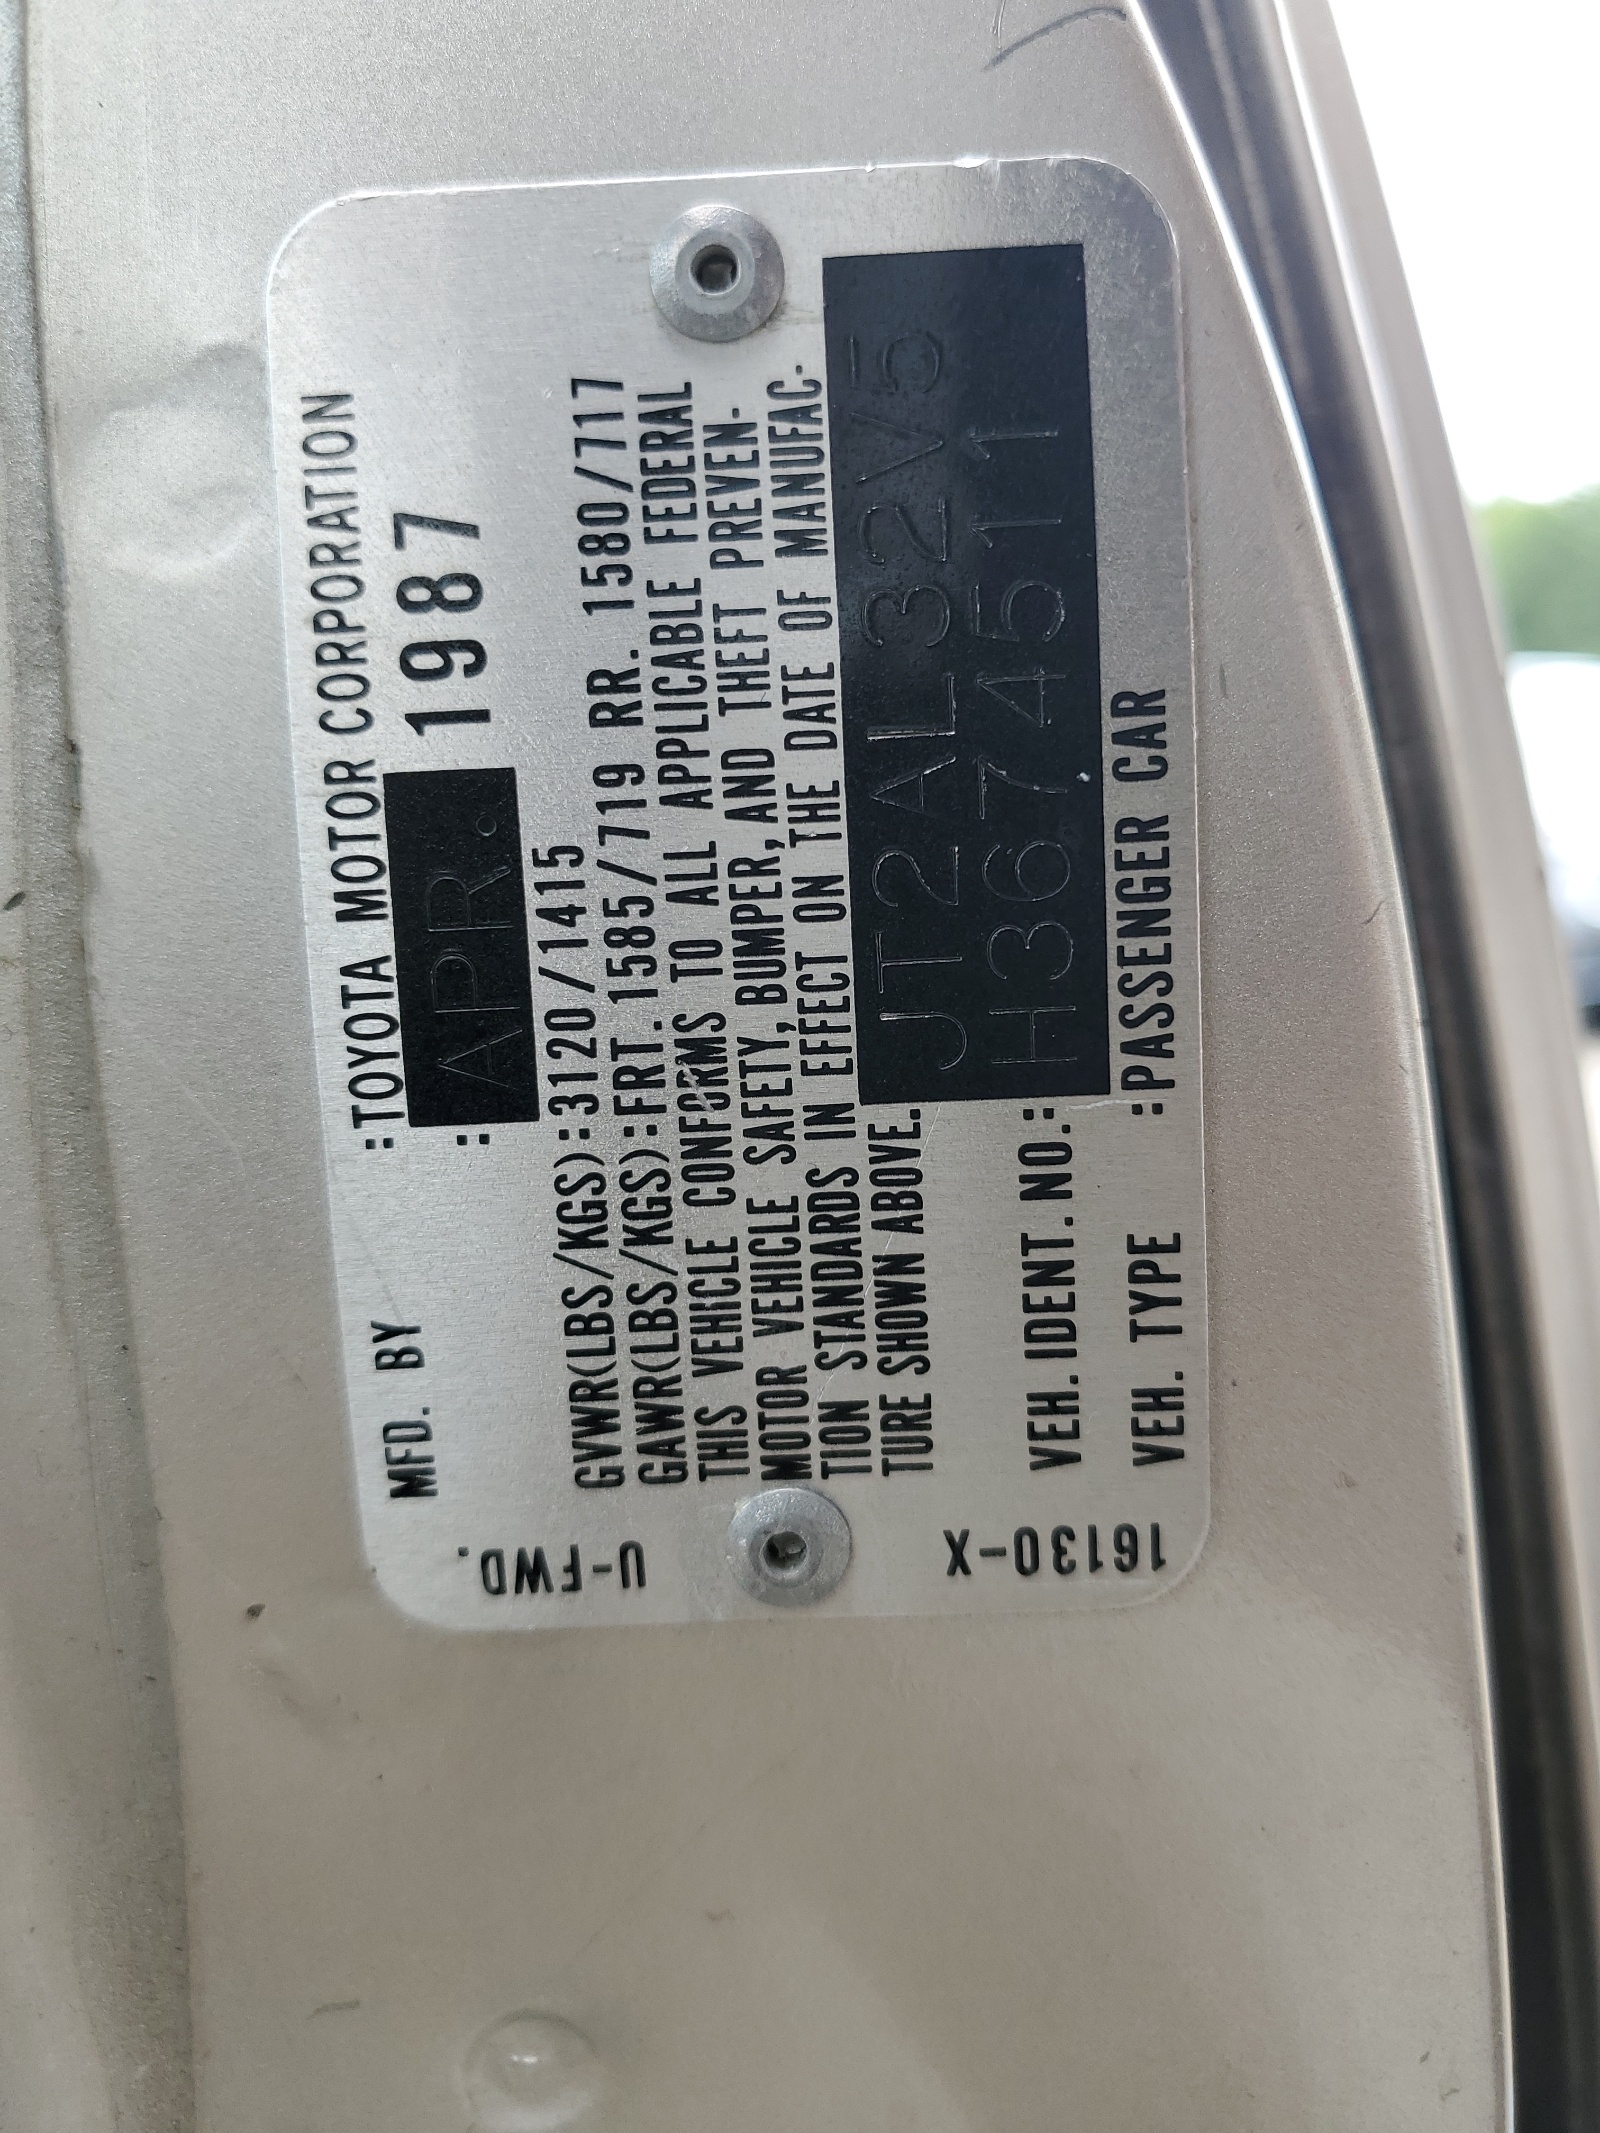 MFD. BY :TOYOTA MOTOR CORPORATION
: APR. 1987
GVWR(LBS/KGS):3120/1415
GAWR(LBS/KGS):FRT.1585/719 RR. 1580/717
THIS VEHICLE CONFORMS TO ALL APPLICABLE FEDERAL
MOTOR VEHICLE SAFETY, BUMPER, AND THEFT PREVEN-
TION STANDARDS IN EFFECT ON THE DATE OF MANUFAC-
TURE SHOWN ABOVE.
JT2AL32V5
VEH. IDENT. NO.: H3674511
VEH. TYPE :PASSENGER CAR
U-FWD.
16130-X